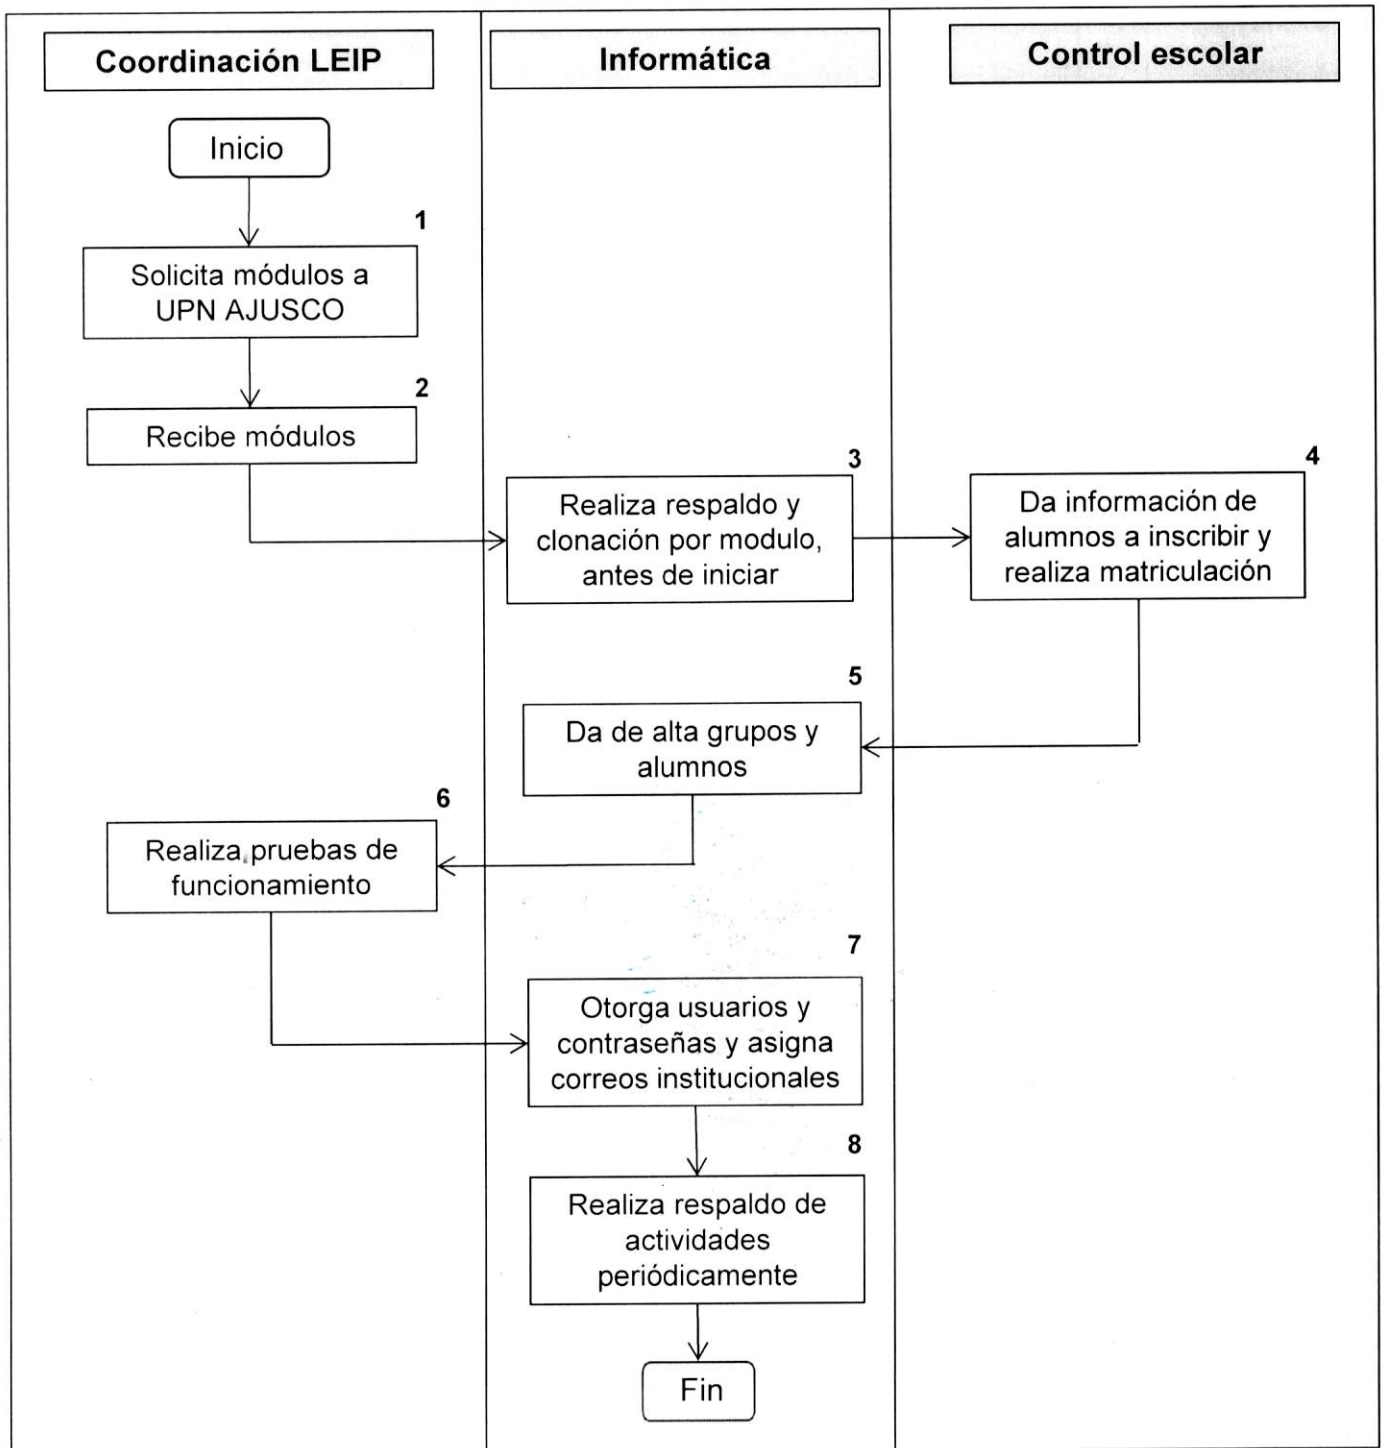 Coordinación LEIP
Informática
Control escolar
Inicio
1
Solicita módulos a
UPN AJUSCO
2
Recibe módulos
3
Realiza respaldo y
clonación por modulo,
antes de iniciar
4
Da información de
alumnos a inscribir y
realiza matriculación
5
Da de alta grupos y
alumnos
6
Realiza pruebas de
funcionamiento
7
Otorga usuarios y
contraseñas y asigna
correos institucionales
8
Realiza respaldo de
actividades
periódicamente
Fin